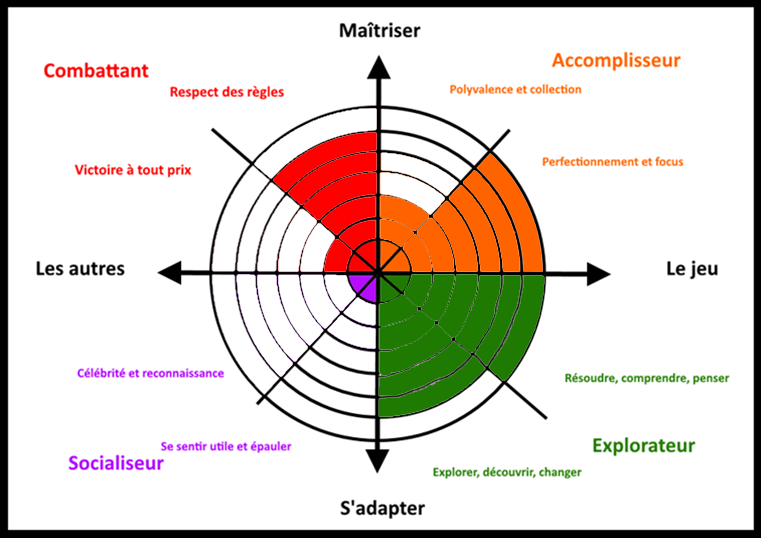 Maîtriser
Combattant
Accomplisseur
Respect des règles
Polyvalence et collection
Victoire à tout prix
Perfectionnement et focus
Les autres
Le jeu
Célébrité et reconnaissance
Résoudre, comprendre, penser
Se sentir utile et épauler
Explorateur
Socialiseur
Explorer, découvrir, changer
S'adapter